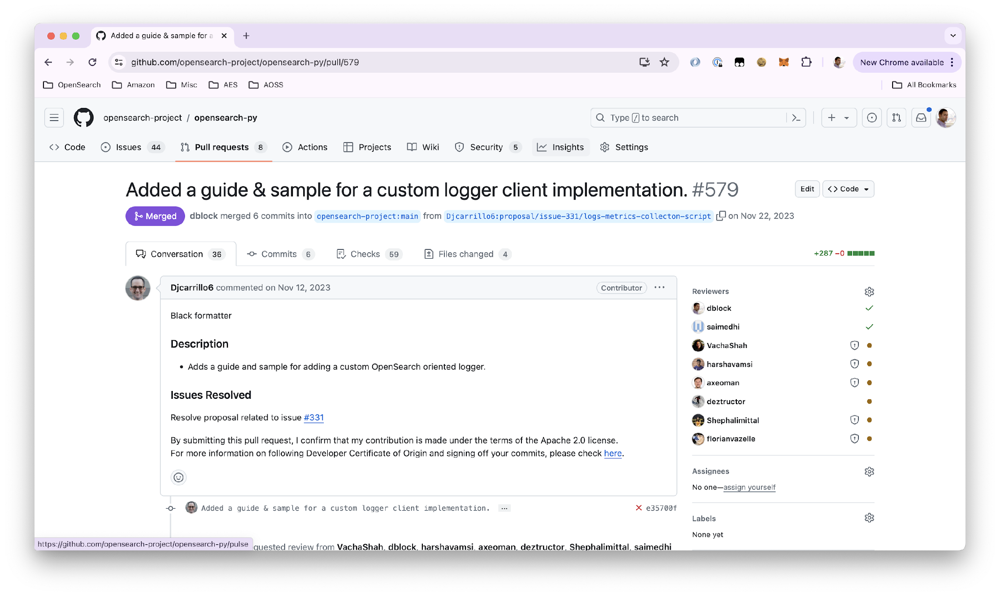 Added a guide & sample for a
github.com/opensearch-project/opensearch-py/pull/579
New Chrome available
OpenSearch Amazon Misc AES AOSS All Bookmarks
opensearch-project / opensearch-py
Type / to search
Code Issues 44 Pull requests 8 Actions Projects Wiki Security 5 Insights Settings
Added a guide & sample for a custom logger client implementation. #579
Edit <> Code
Merged dblock merged 6 commits into opensearch-project:main from Djcarrillo6:proposal/issue-331/logs-metrics-collecton-script on Nov 22, 2023
Conversation 36 Commits 6 Checks 59 Files changed 4
+287 −0
Djcarrillo6 commented on Nov 12, 2023
Contributor ...
Black formatter
Description
• Adds a guide and sample for adding a custom OpenSearch oriented logger.
Issues Resolved
Resolve proposal related to issue #331
By submitting this pull request, I confirm that my contribution is made under the terms of the Apache 2.0 license.
For more information on following Developer Certificate of Origin and signing off your commits, please check here.
Added a guide & sample for a custom logger client implementation. ...
e35700f
quested review from VachaShah, dblock, harshavamsi, axeoman, deztructor, Shephalimittal, saimedhi
https://github.com/opensearch-project/opensearch-py/pulse
Reviewers
dblock
saimedhi
VachaShah
harshavamsi
axeoman
deztructor
Shephalimittal
florianvazelle
Assignees
No one—assign yourself
Labels
None yet